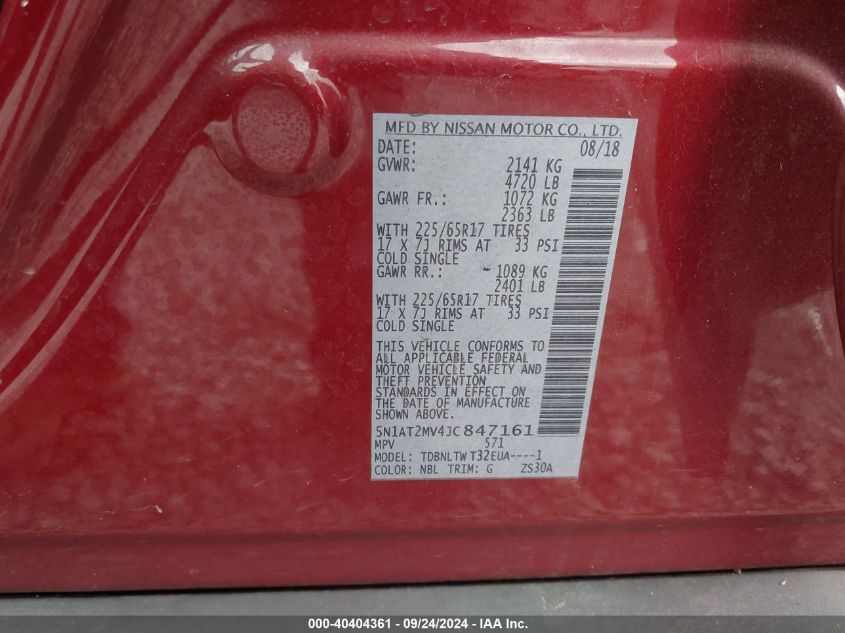 MFD BY NISSAN MOTOR CO., LTD.
DATE: 08/18
GVWR: 2141 KG
4720 LB
GAWR FR.: 1072 KG
2363 LB
WITH 225/65R17 TIRES
17 X 7J RIMS AT 33 PSI
COLD SINGLE
GAWR RR.: 1089 KG
2401 LB
WITH 225/65R17 TIRES
17 X 7J RIMS AT 33 PSI
COLD SINGLE
THIS VEHICLE CONFORMS TO
ALL APPLICABLE FEDERAL
MOTOR VEHICLE SAFETY AND
THEFT PREVENTION
STANDARDS IN EFFECT ON
THE DATE OF MANUFACTURE
SHOWN ABOVE.
5N1AT2MV4JC847161
MPV 571
MODEL: TDBNLTW T32EUA----1
COLOR: NBL TRIM: G ZS30A
000-40404361 / 09/24/2024 / IAA Inc.